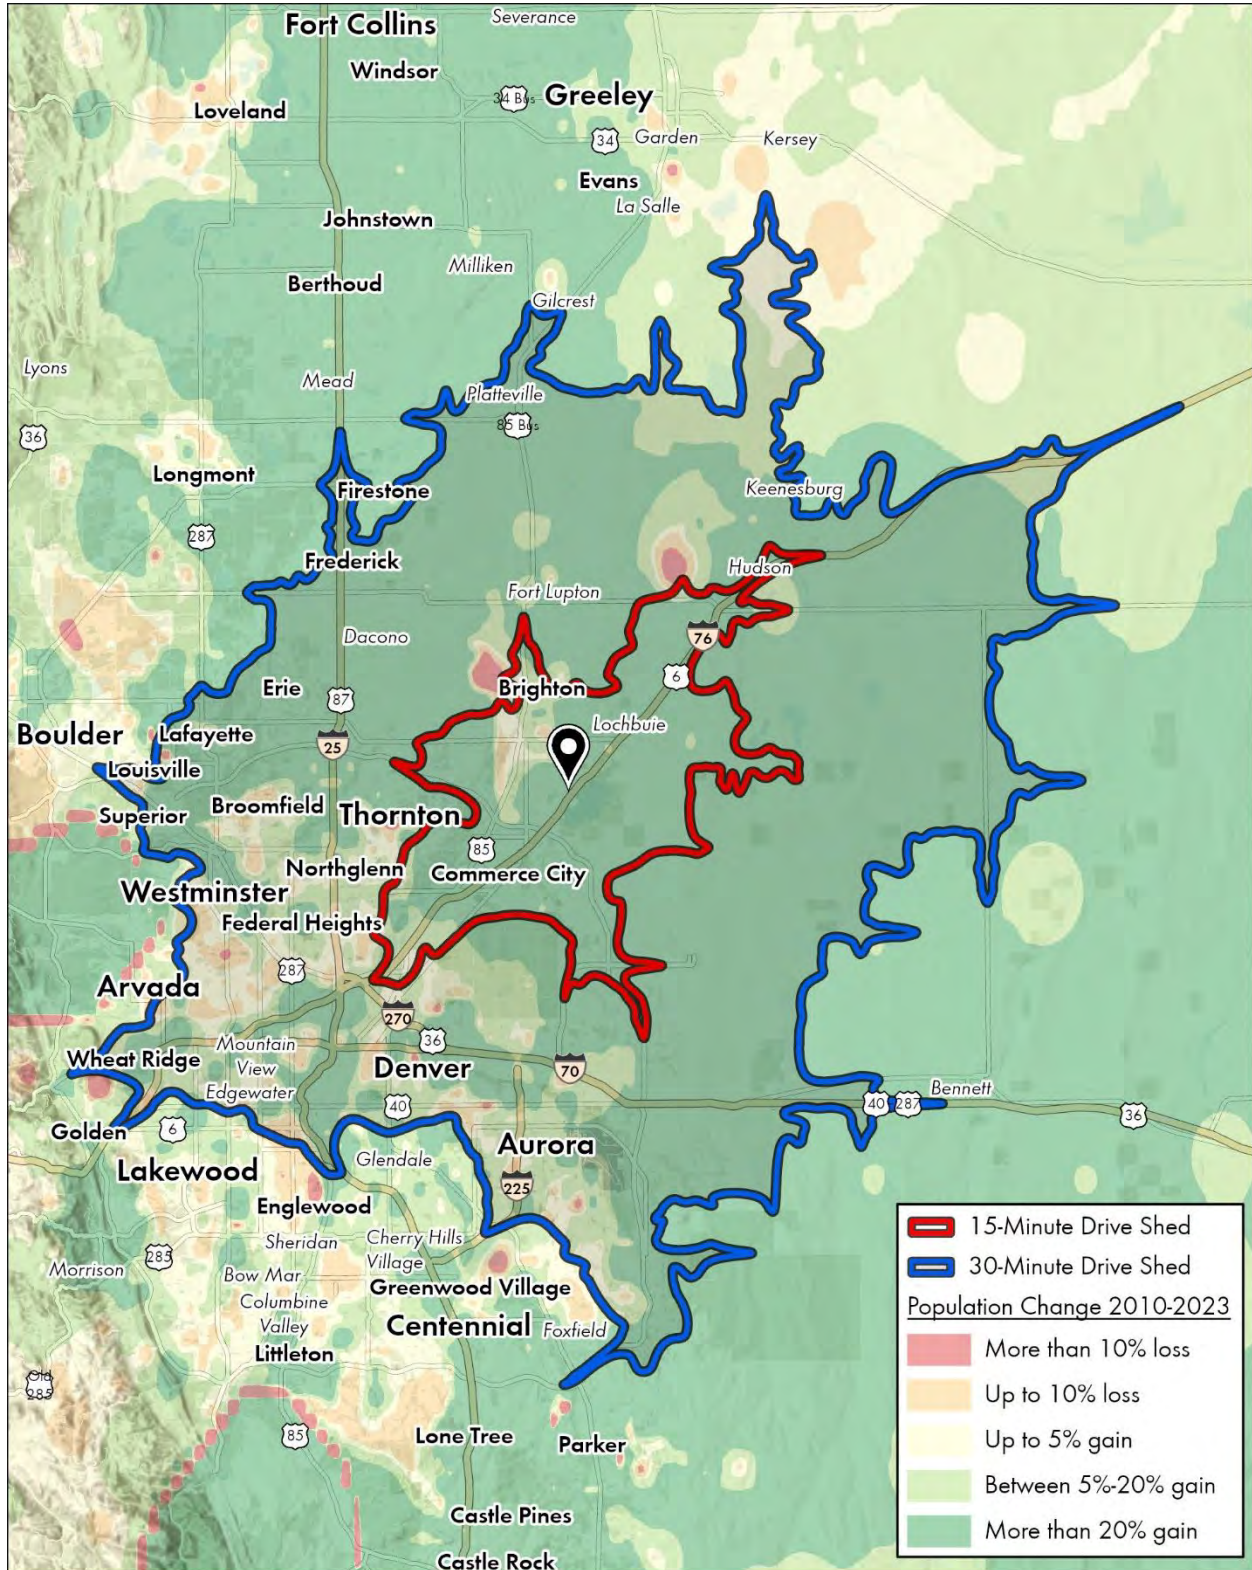 Severance
Fort Collins
Windsor
34 Bus
Greeley
Loveland
34
Garden
Kersey
Evans
La Salle
Johnstown
Milliken
Berthoud
Gilcrest
Lyons
Mead
Platteville
36
85 Bus
Longmont
Firestone
Keenesburg
287
Frederick
Hudson
Fort Lupton
Dacono
76
6
Erie
87
Brighton
Lochbuie
Boulder
Lafayette
25
Louisville
Superior
Broomfield
Thornton
85
Northglenn
Commerce City
Westminster
Federal Heights
287
Arvada
270
36
Mountain
View
Wheat Ridge
Denver
70
Edgewater
40
Bennett
40
287
36
Golden
6
Glendale
Aurora
Lakewood
225
Englewood
Sheridan
Cherry Hills
Village
285
Morrison
Bow Mar
Greenwood Village
Columbine
Valley
Centennial
Foxfield
Littleton
Old
285
85
Lone Tree
Parker
Castle Pines
Castle Rock
15-Minute Drive Shed
30-Minute Drive Shed
Population Change 2010-2023
More than 10% loss
Up to 10% loss
Up to 5% gain
Between 5%-20% gain
More than 20% gain